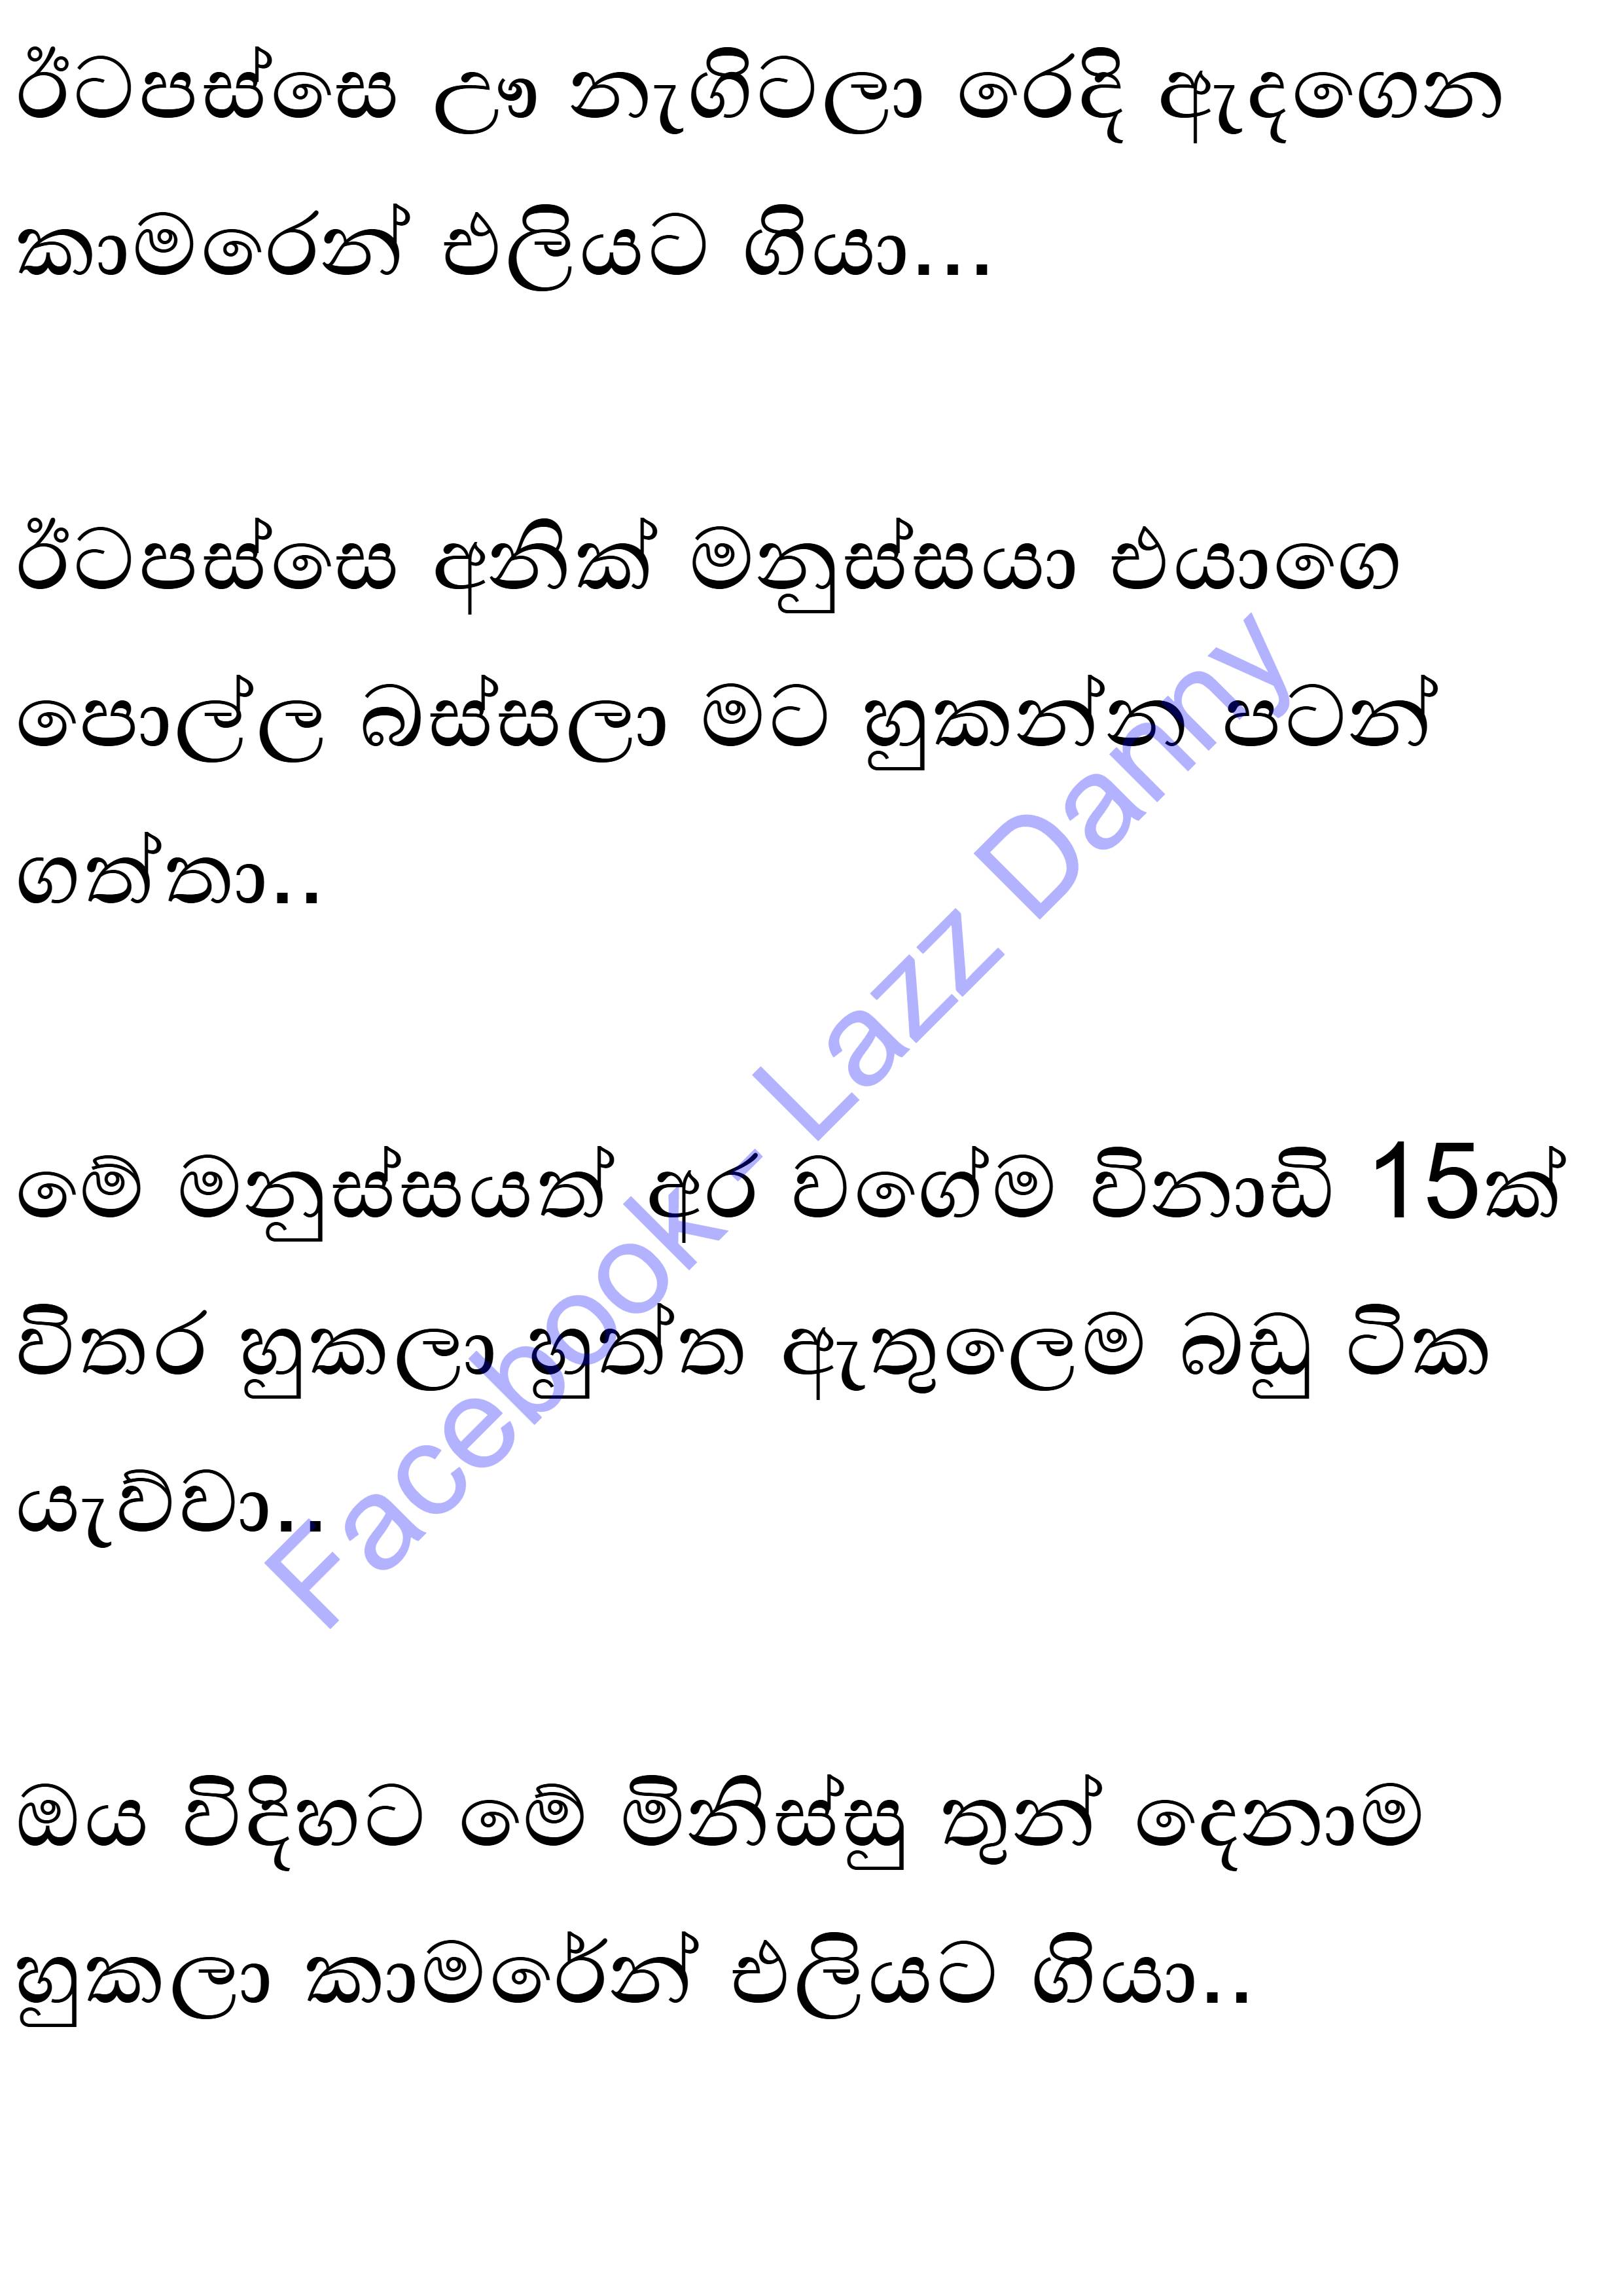 ඊටපස්සෙ ඌ නැගිටලා රෙදි ඇදගෙන
කාමරෙන් එලියට ගියා...
ඊටපස්සෙ අනික් මනුස්සයා එයාගෙ
පොල්ල බස්සලා මට හුකන්න පටන්
ගත්තා..
මේ මනුස්සයත් අර වගේම විනාඩි 15ක්
විතර හුකලා හුත්ත ඇතුලෙම බඩු ටික
යැව්වා..
ඔය විදිහට මේ මිනිස්සු තුන් දෙනාම
හුකලා කාමරේන් එලියට ගියා..
Facebook - Lazz Danny